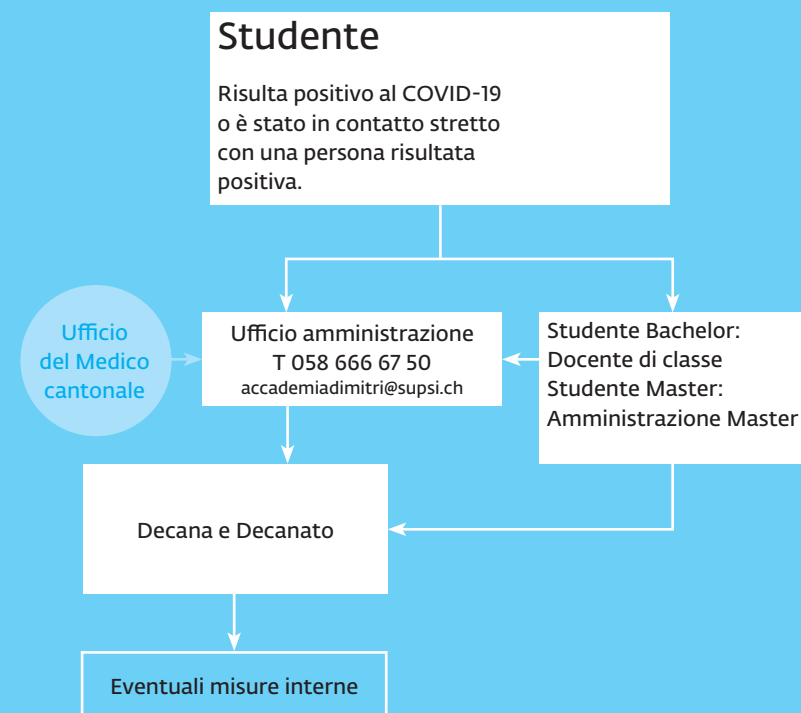 Studente
Risulta positivo al COVID-19
o è stato in contatto stretto
con una persona risultata
positiva.
Ufficio
del Medico
cantonale
Ufficio amministrazione
T 058 666 67 50
accademiadimitri@supsi.ch
Studente Bachelor:
Docente di classe
Studente Master:
Amministrazione Master
Decana e Decanato
Eventuali misure interne